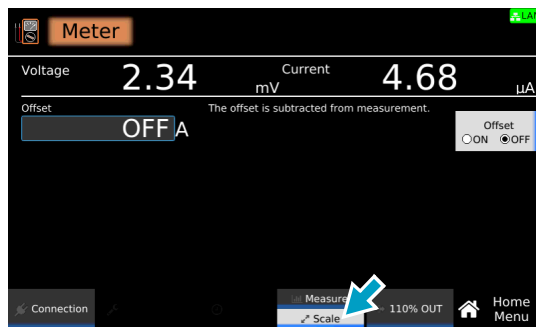 LAN
Meter
Voltage 2.34 mV Current 4.68 μA
Offset The offset is subtracted from measurement.
OFF A
Offset
ON OFF
Measure
Connection 110% OUT Home
Scale Menu